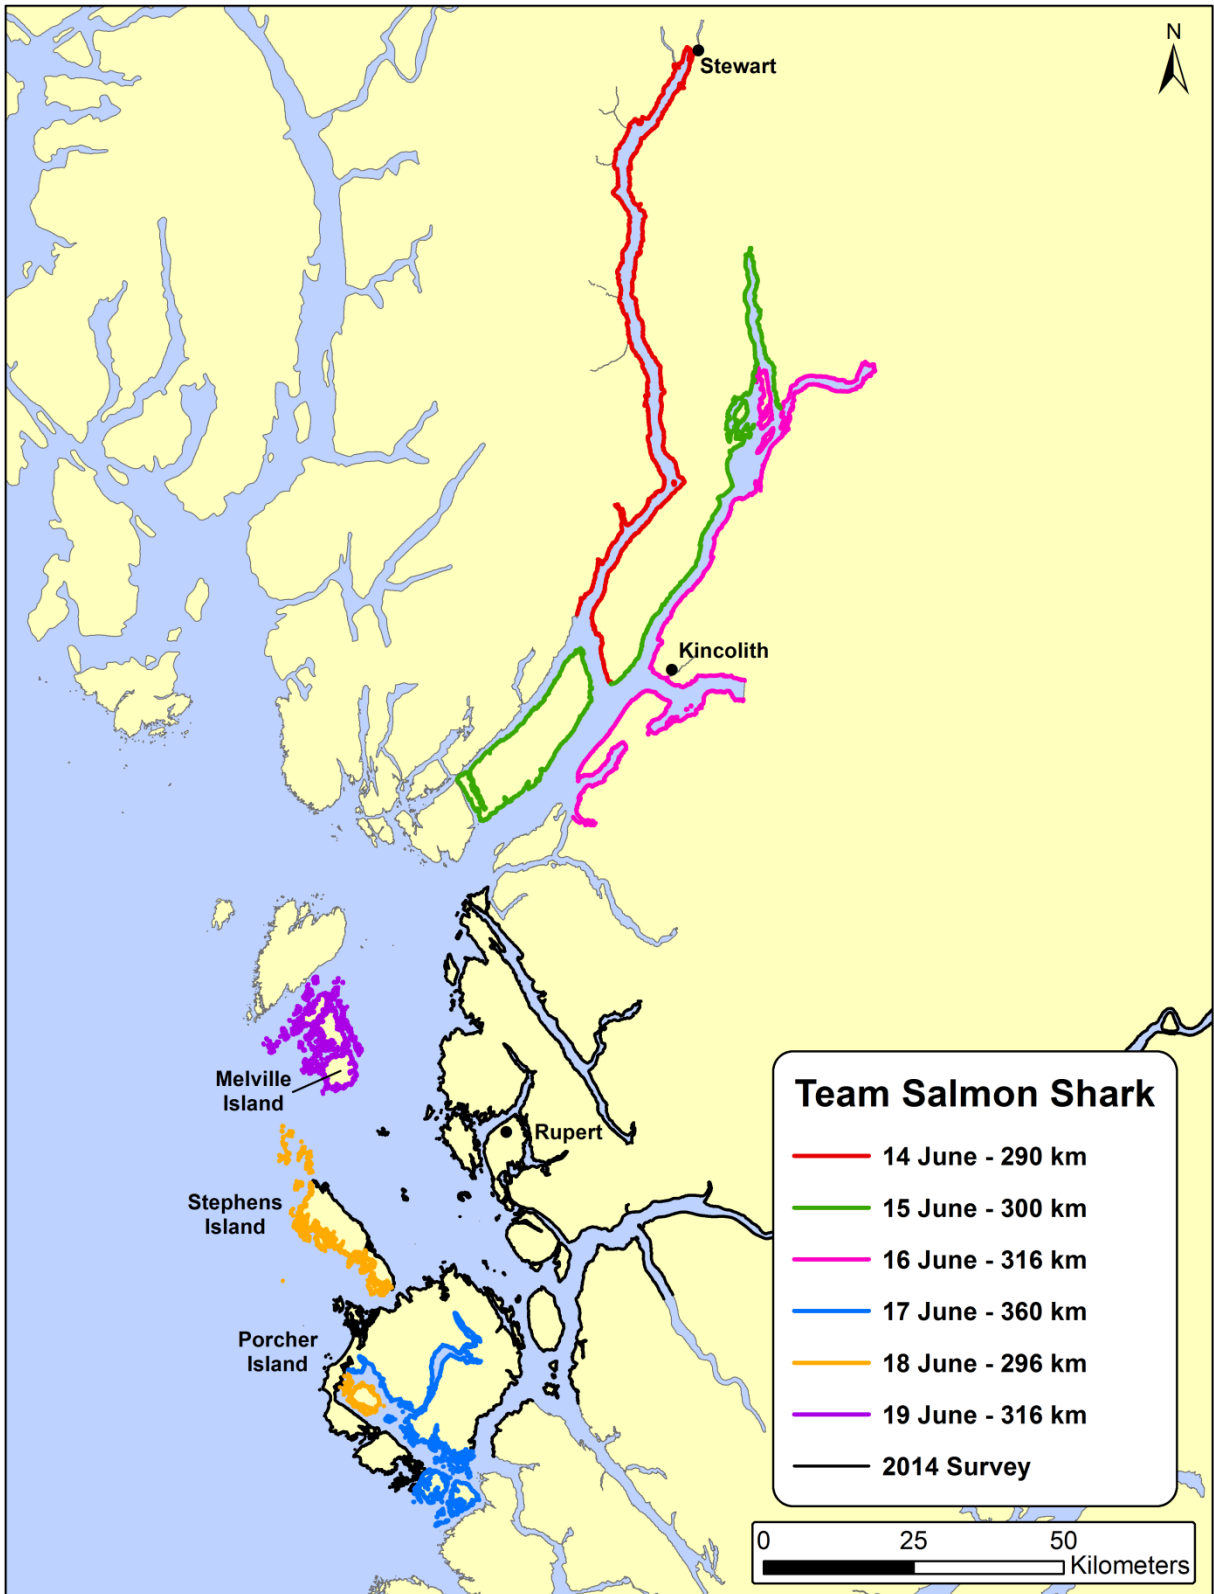 N
Stewart
Kincolith
Melville
Island
Rupert
Stephens
Island
Porcher
Island
Team Salmon Shark
14 June - 290 km
15 June - 300 km
16 June - 316 km
17 June - 360 km
18 June - 296 km
19 June - 316 km
2014 Survey
0 25 50
Kilometers